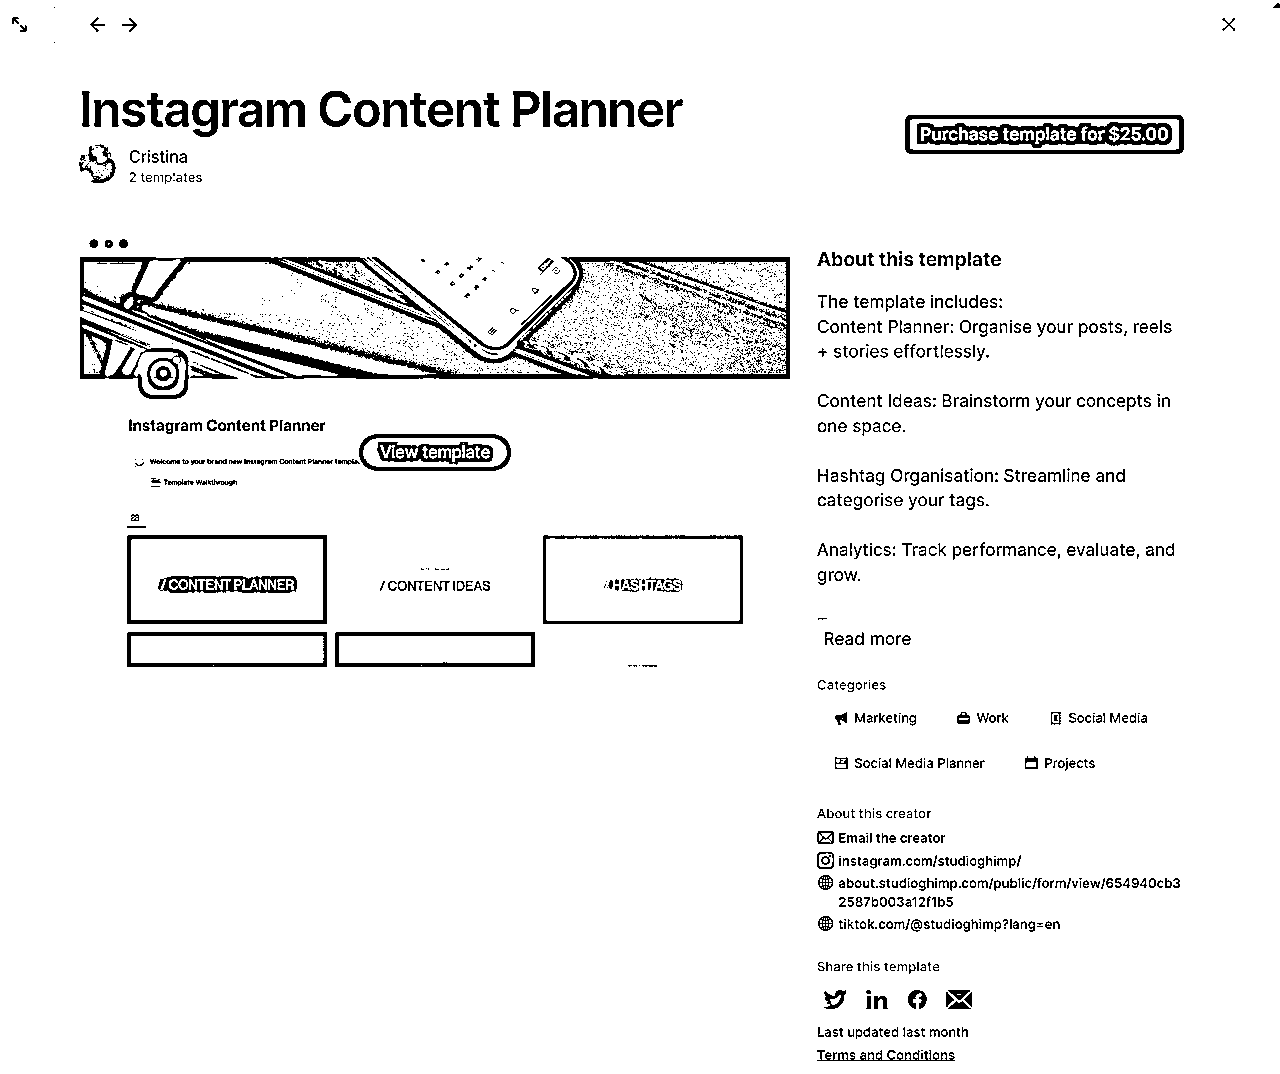 Instagram Content Planner
Cristina
2 templates
Purchase template for $25.00
Instagram Content Planner
Welcome to your brand new Instagram Content Planner templa
View template
Template Walkthrough
/ CONTENT PLANNER
/ CONTENT IDEAS
/ HASHTAGS
About this template
The template includes:
Content Planner: Organise your posts, reels
+ stories effortlessly.
Content Ideas: Brainstorm your concepts in
one space.
Hashtag Organisation: Streamline and
categorise your tags.
Analytics: Track performance, evaluate, and
grow.
Read more
Categories
Marketing
Work
Social Media
Social Media Planner
Projects
About this creator
Email the creator
instagram.com/studioghimp/
about.studioghimp.com/public/form/view/654940cb3
2587b003a12f1b5
tiktok.com/@studioghimp?lang=en
Share this template
Last updated last month
Terms and Conditions